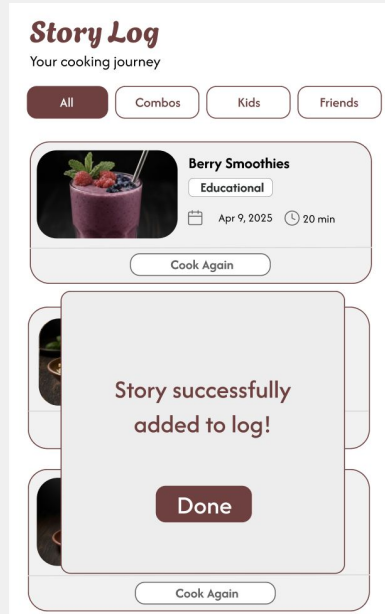 Story Log
Your cooking journey
All
Combos
Kids
Friends
Berry Smoothies
Educational
Apr 9, 2025
20 min
Cook Again
Story successfully
added to log!
Done
Cook Again